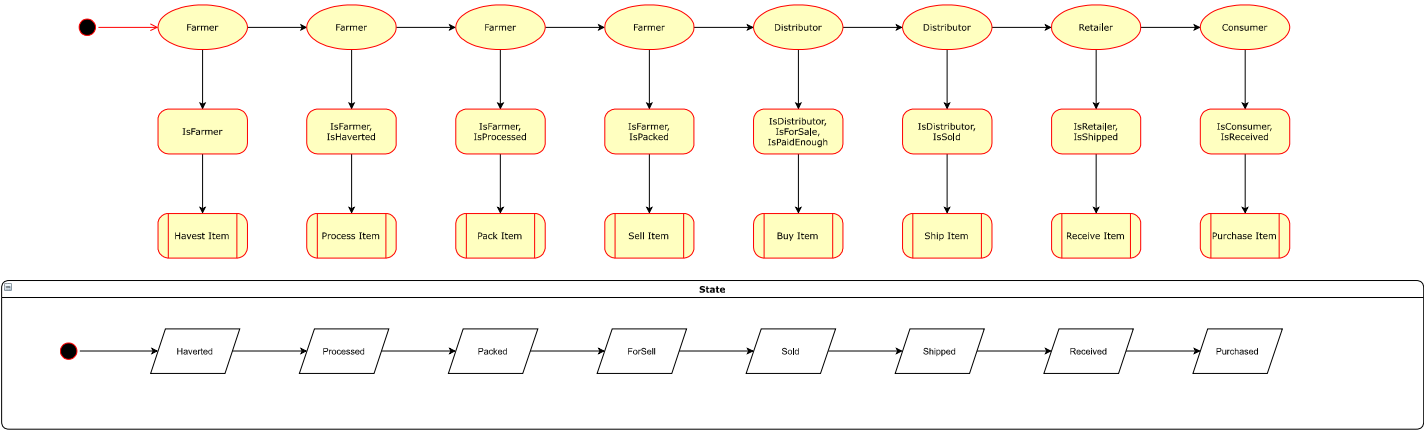 Farmer
Farmer
Farmer
Farmer
Distributor
Distributor
Retailer
Consumer
IsFarmer
IsFarmer,
IsHaverted
IsFarmer,
IsProcessed
IsFarmer,
IsPacked
IsDistributor,
IsForSale,
IsPaidEnough
IsDistributor,
IsSold
IsRetailer,
IsShipped
IsConsumer,
IsReceived
Havest Item
Process Item
Pack Item
Sell Item
Buy Item
Ship Item
Receive Item
Purchase Item
State
Haverted
Processed
Packed
ForSell
Sold
Shipped
Received
Purchased